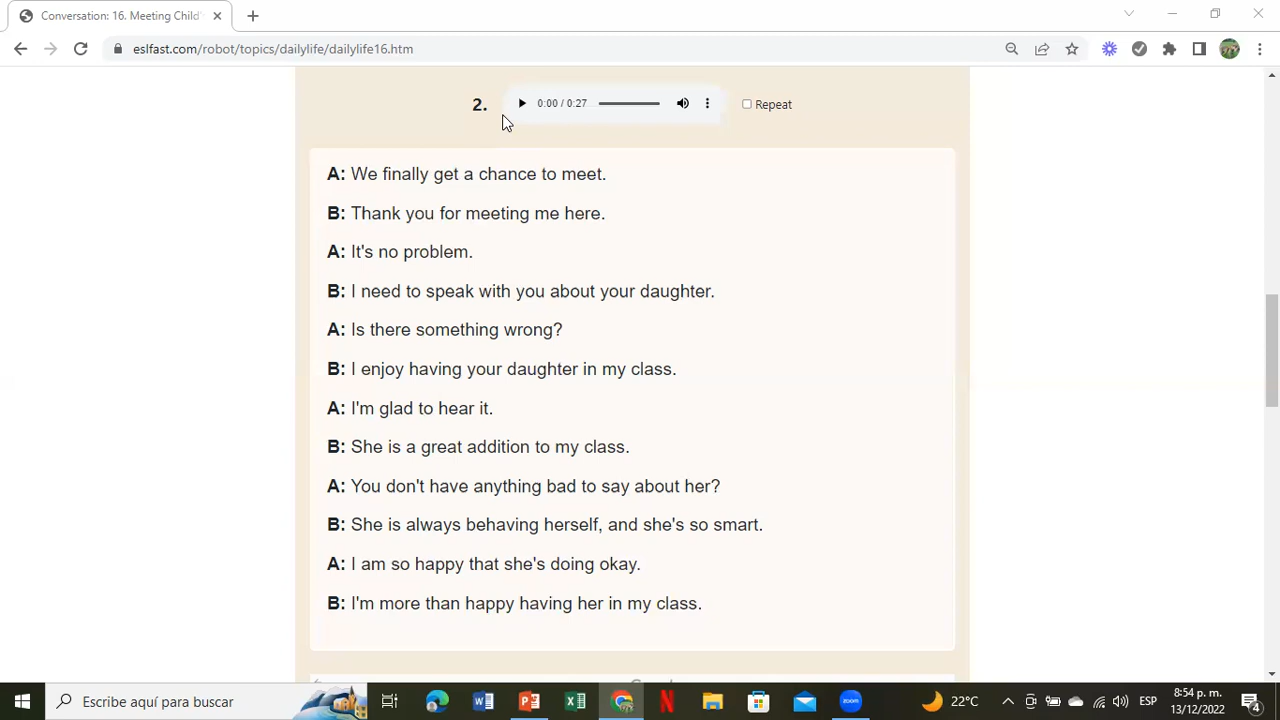 Conversation: 16. Meeting Child'
eslfast.com/robot/topics/dailylife/dailylife16.htm
2.
0:00 / 0:27
Repeat
A: We finally get a chance to meet.
B: Thank you for meeting me here.
A: It's no problem.
B: I need to speak with you about your daughter.
A: Is there something wrong?
B: I enjoy having your daughter in my class.
A: I'm glad to hear it.
B: She is a great addition to my class.
A: You don't have anything bad to say about her?
B: She is always behaving herself, and she's so smart.
A: I am so happy that she's doing okay.
B: I'm more than happy having her in my class.
Escribe aquí para buscar
zoom
22°C
ESP
8:54 p. m.
13/12/2022
4